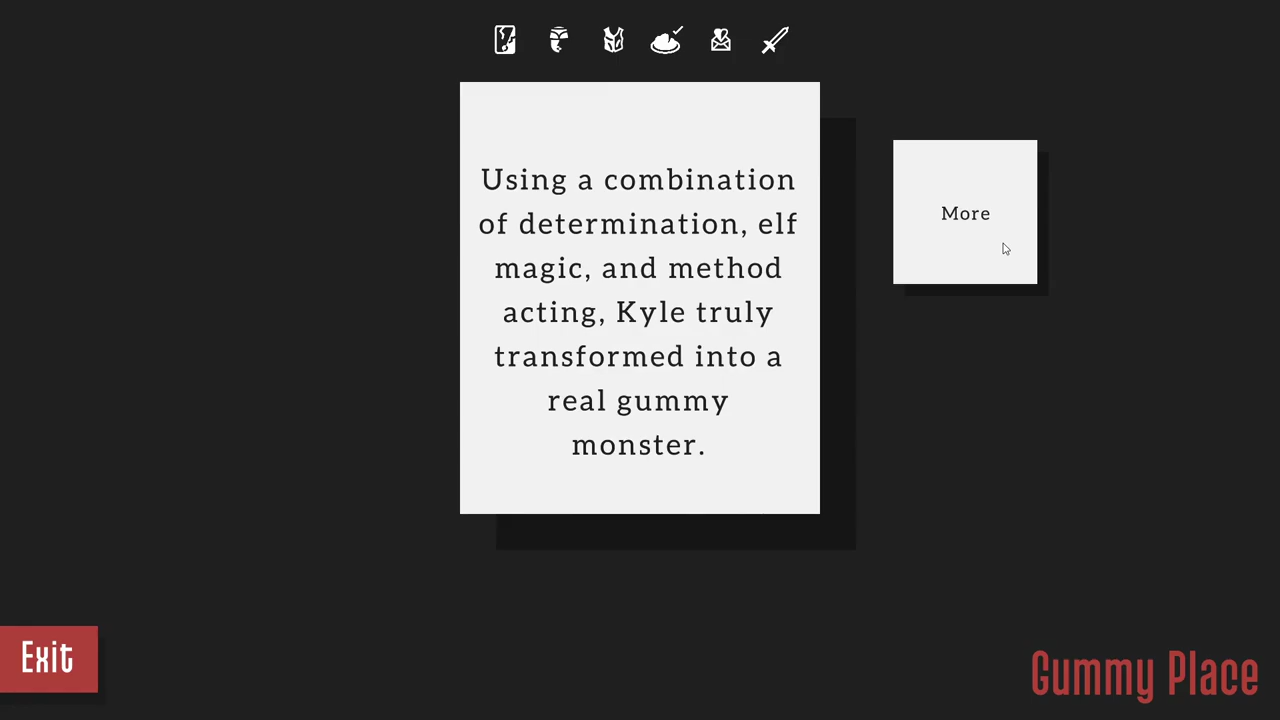 Using a combination
of determination, elf
magic, and method
acting, Kyle truly
transformed into a
real gummy
monster.
More
Exit
Gummy Place